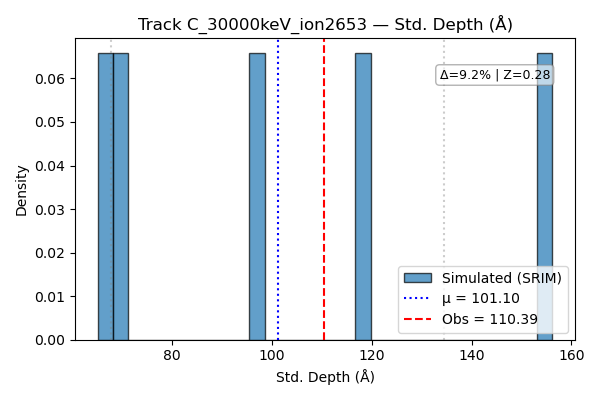 Track C_30000keV_ion2653 — Std. Depth (Å)
Δ=9.2% | Z=0.28
Density
0.06
0.05
0.04
0.03
0.02
0.01
0.00
Simulated (SRIM)
μ = 101.10
Obs = 110.39
80
100
120
140
160
Std. Depth (Å)